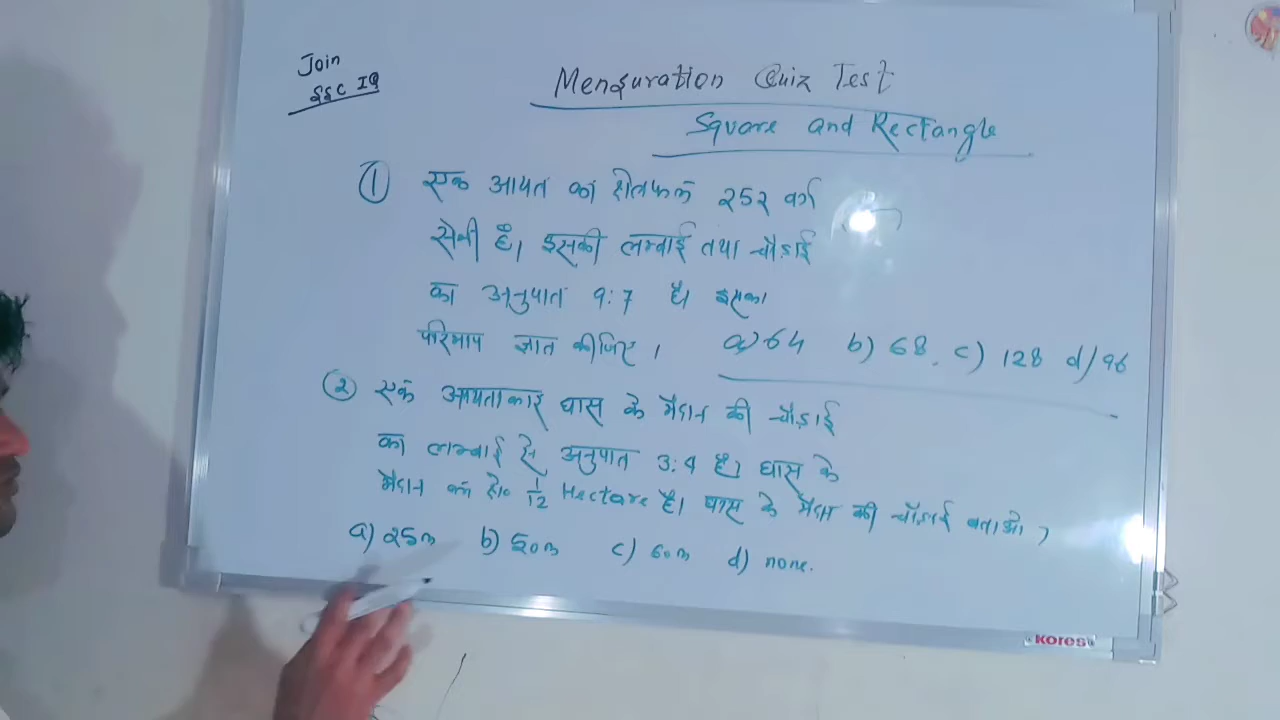 Join
SSC IQ
Mensuration Quiz Test
Square and Rectangle
① एक आयत का क्षेत्रफल २5२ वर्ग
सेमी है। इसकी लम्बाई तथा चौड़ाई
का अनुपात 9:7 है। इसका
परिमाप ज्ञात कीजिए। a) 64 b) 68. c) 128 d) 96
② एक आयताकार घास के मैदान की चौड़ाई
का लम्बाई से अनुपात 3:4 है। घास के
मैदान का क्षे० 1/12 Hectare है। घास के मैदान की चौड़ाई बताओ?
a) 25m b) 50m c) 60m d) none.
Kores